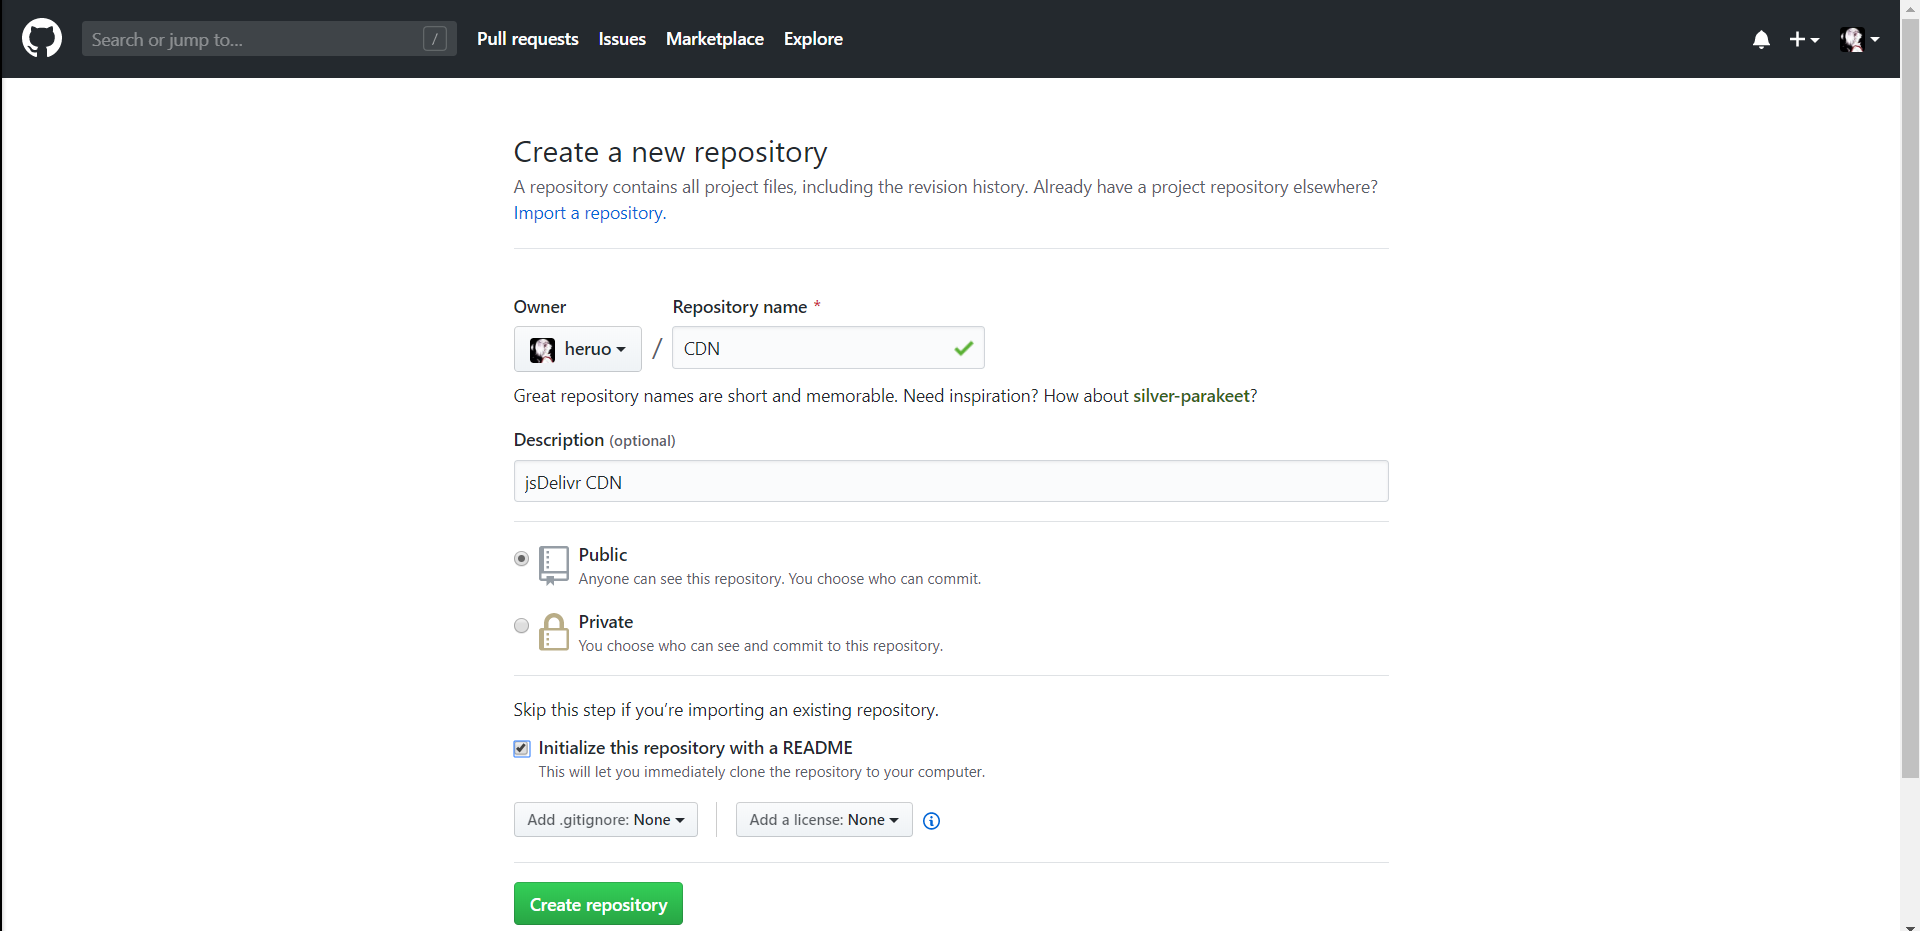 Search or jump to... /
Pull requests Issues Marketplace Explore
Create a new repository
A repository contains all project files, including the revision history. Already have a project repository elsewhere?
Import a repository.
Owner Repository name *
heruo / CDN
Great repository names are short and memorable. Need inspiration? How about silver-parakeet?
Description (optional)
jsDelivr CDN
Public
Anyone can see this repository. You choose who can commit.
Private
You choose who can see and commit to this repository.
Skip this step if you’re importing an existing repository.
Initialize this repository with a README
This will let you immediately clone the repository to your computer.
Add .gitignore: None Add a license: None
Create repository